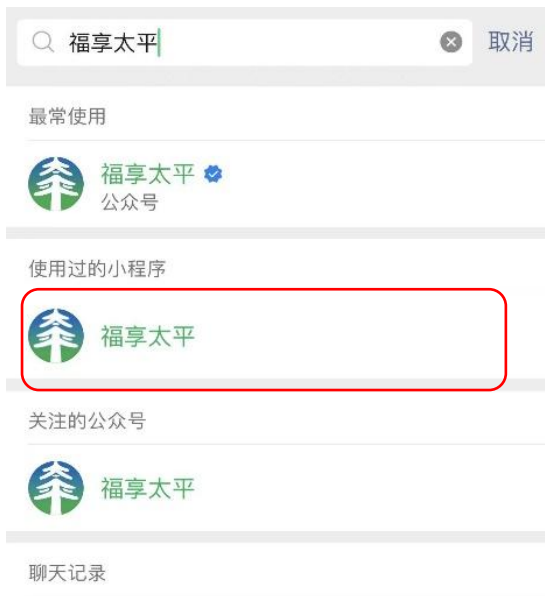 福享太平 取消
最常使用
福享太平
公众号
使用过的小程序
福享太平
关注的公众号
福享太平
聊天记录